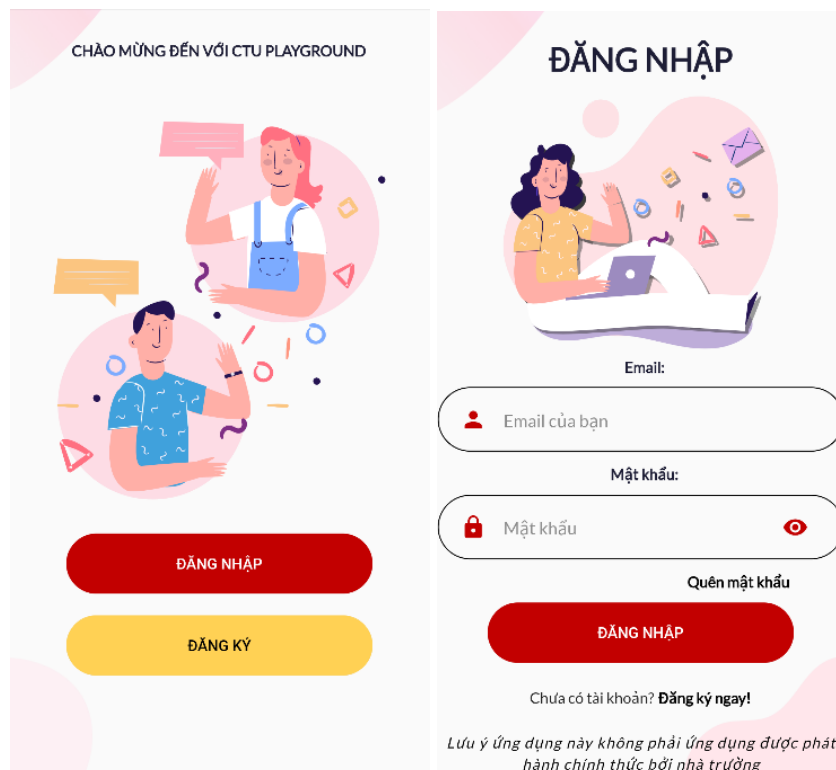 CHÀO MỪNG ĐẾN VỚI CTU PLAYGROUND
ĐĂNG NHẬP
ĐĂNG KÝ
ĐĂNG NHẬP
Email:
Email của bạn
Mật khẩu:
Mật khẩu
Quên mật khẩu
ĐĂNG NHẬP
Chưa có tài khoản? Đăng ký ngay!
Lưu ý ứng dụng này không phải ứng dụng được phát
hành chính thức bởi nhà trường